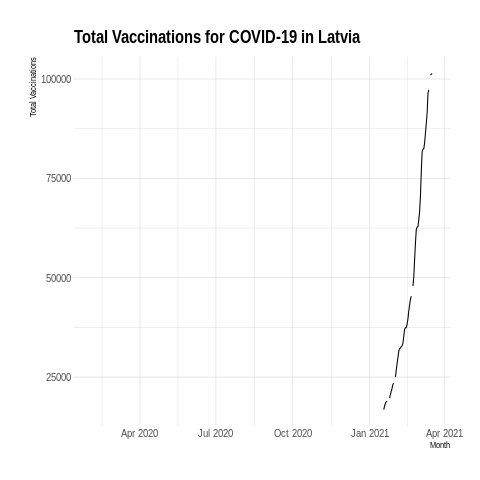 Total Vaccinations for COVID-19 in Latvia
Total Vaccinations
100000
75000
50000
25000
Apr 2020 Jul 2020 Oct 2020 Jan 2021 Apr 2021
Month